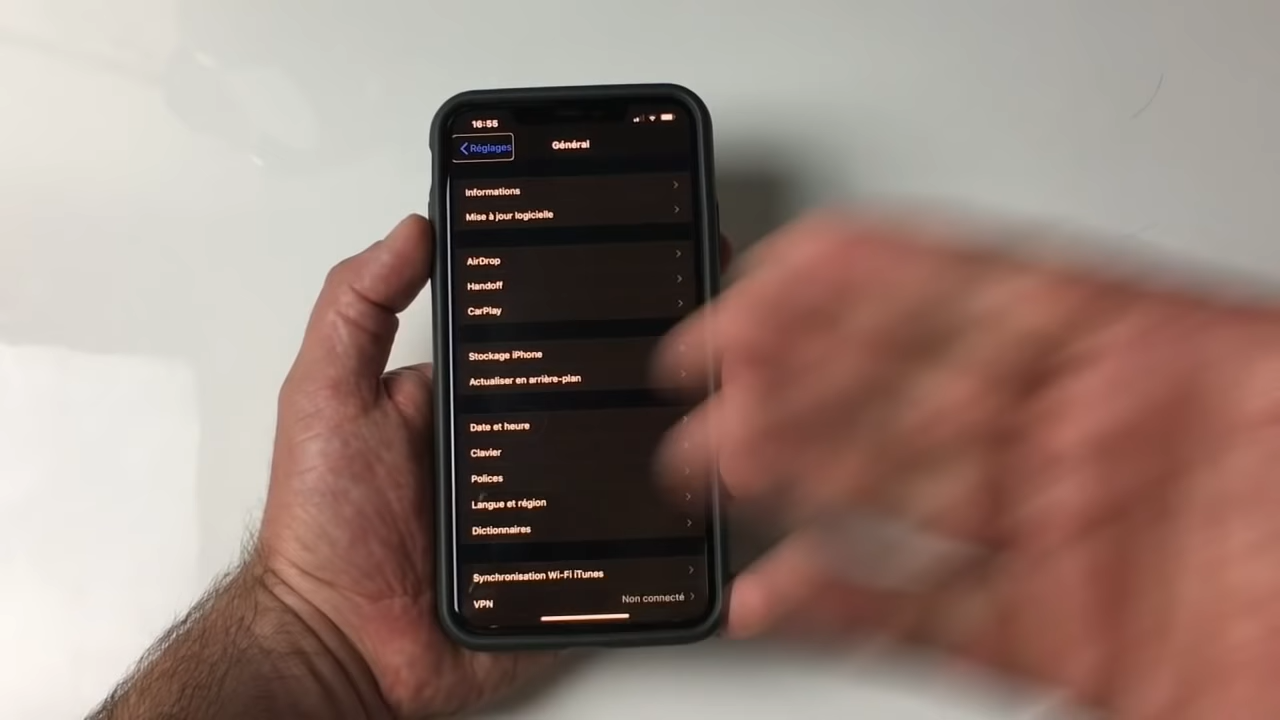 16:55
Réglages
Général
Informations
Mise à jour logicielle
AirDrop
Handoff
CarPlay
Stockage iPhone
Actualiser en arrière-plan
Date et heure
Clavier
Polices
Langue et région
Dictionnaires
Synchronisation Wi-Fi iTunes
VPN Non connecté